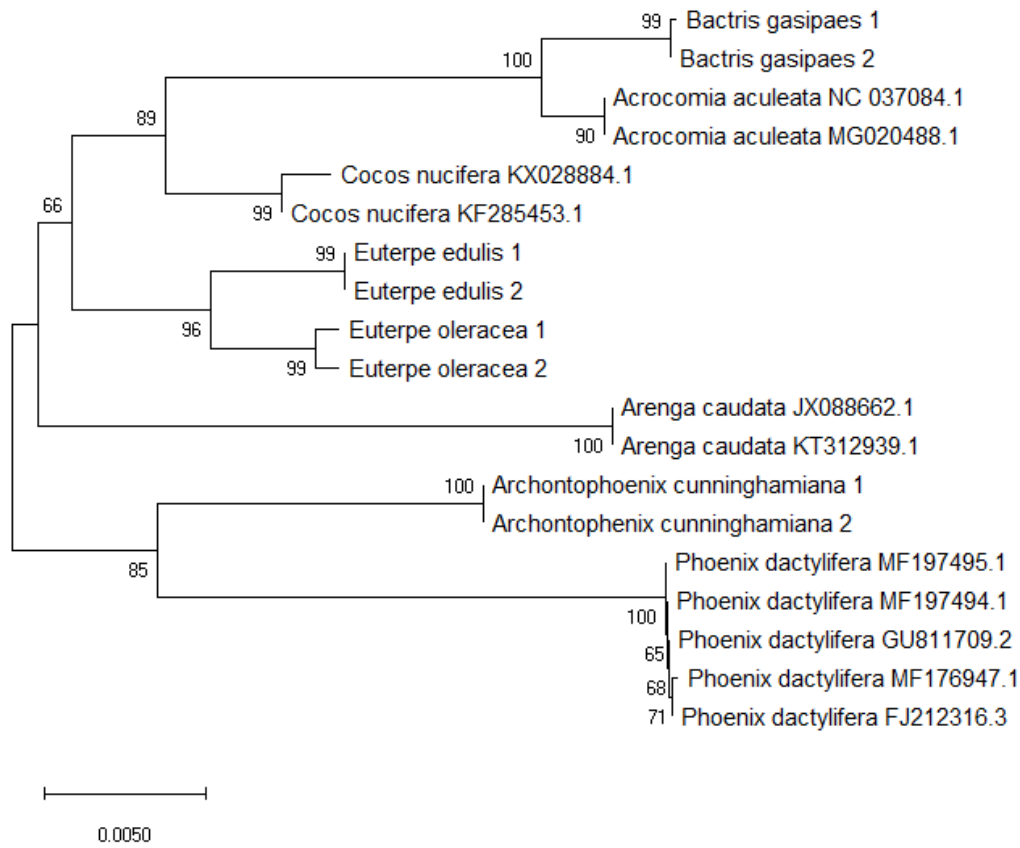 99
Bactris gasipaes 1
Bactris gasipaes 2
100
Acrocomia aculeata NC 037084.1
90
Acrocomia aculeata MG020488.1
89
Cocos nucifera KX028884.1
99
Cocos nucifera KF285453.1
66
99
Euterpe edulis 1
Euterpe edulis 2
96
Euterpe oleracea 1
99
Euterpe oleracea 2
Arenga caudata JX088662.1
100
Arenga caudata KT312939.1
100
Archontophoenix cunninghamiana 1
Archontophenix cunninghamiana 2
85
Phoenix dactylifera MF197495.1
Phoenix dactylifera MF197494.1
100
Phoenix dactylifera GU811709.2
65
Phoenix dactylifera MF176947.1
68
71
Phoenix dactylifera FJ212316.3
0.0050